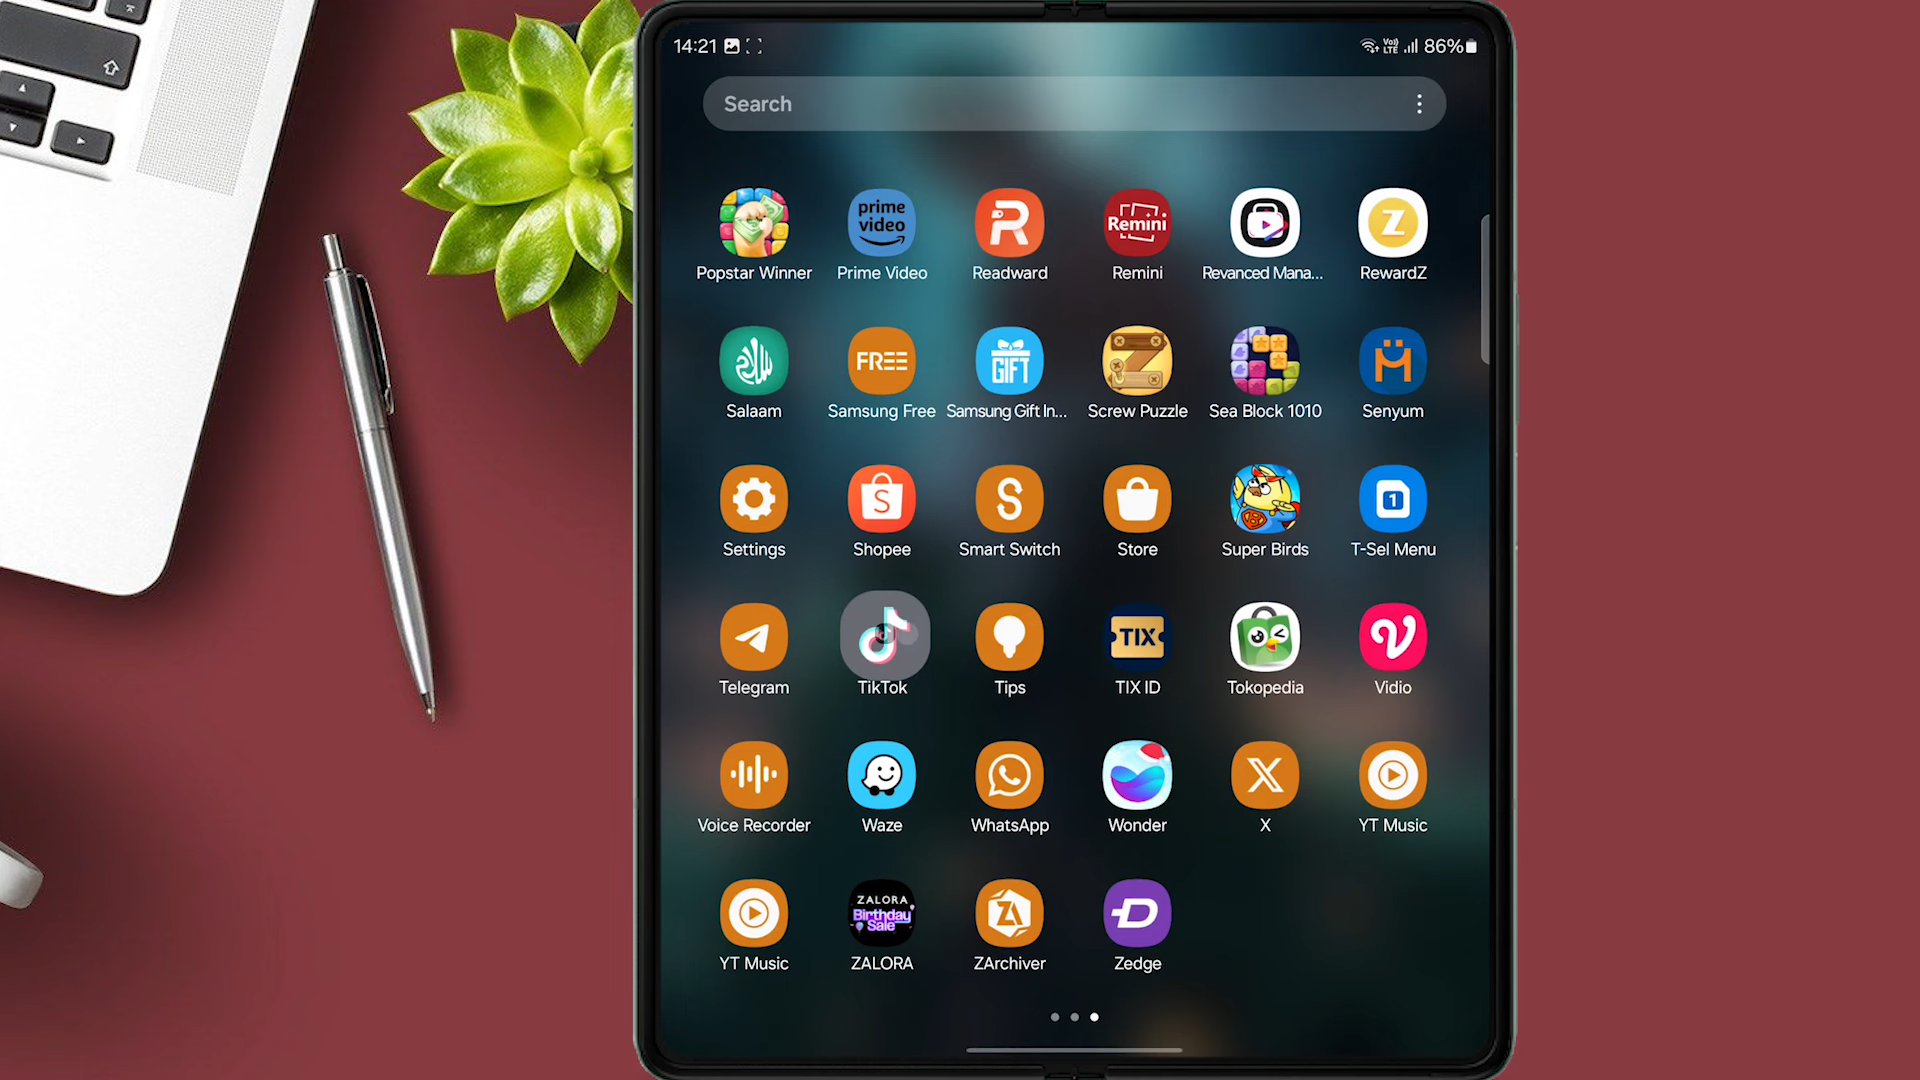 14:21
Vo)) LTE 86%
Search
prime video
Remini
Z
Popstar Winner Prime Video Readward Remini Revanced Mana... RewardZ
FREE GIFT
Salaam Samsung Free Samsung Gift In... Screw Puzzle Sea Block 1010 Senyum
S 1
Settings Shopee Smart Switch Store Super Birds T-Sel Menu
TIX
Telegram TikTok Tips TIX ID Tokopedia Vidio
Voice Recorder Waze WhatsApp Wonder X YT Music
ZALORA
Birthday
Sale
YT Music ZALORA ZArchiver Zedge